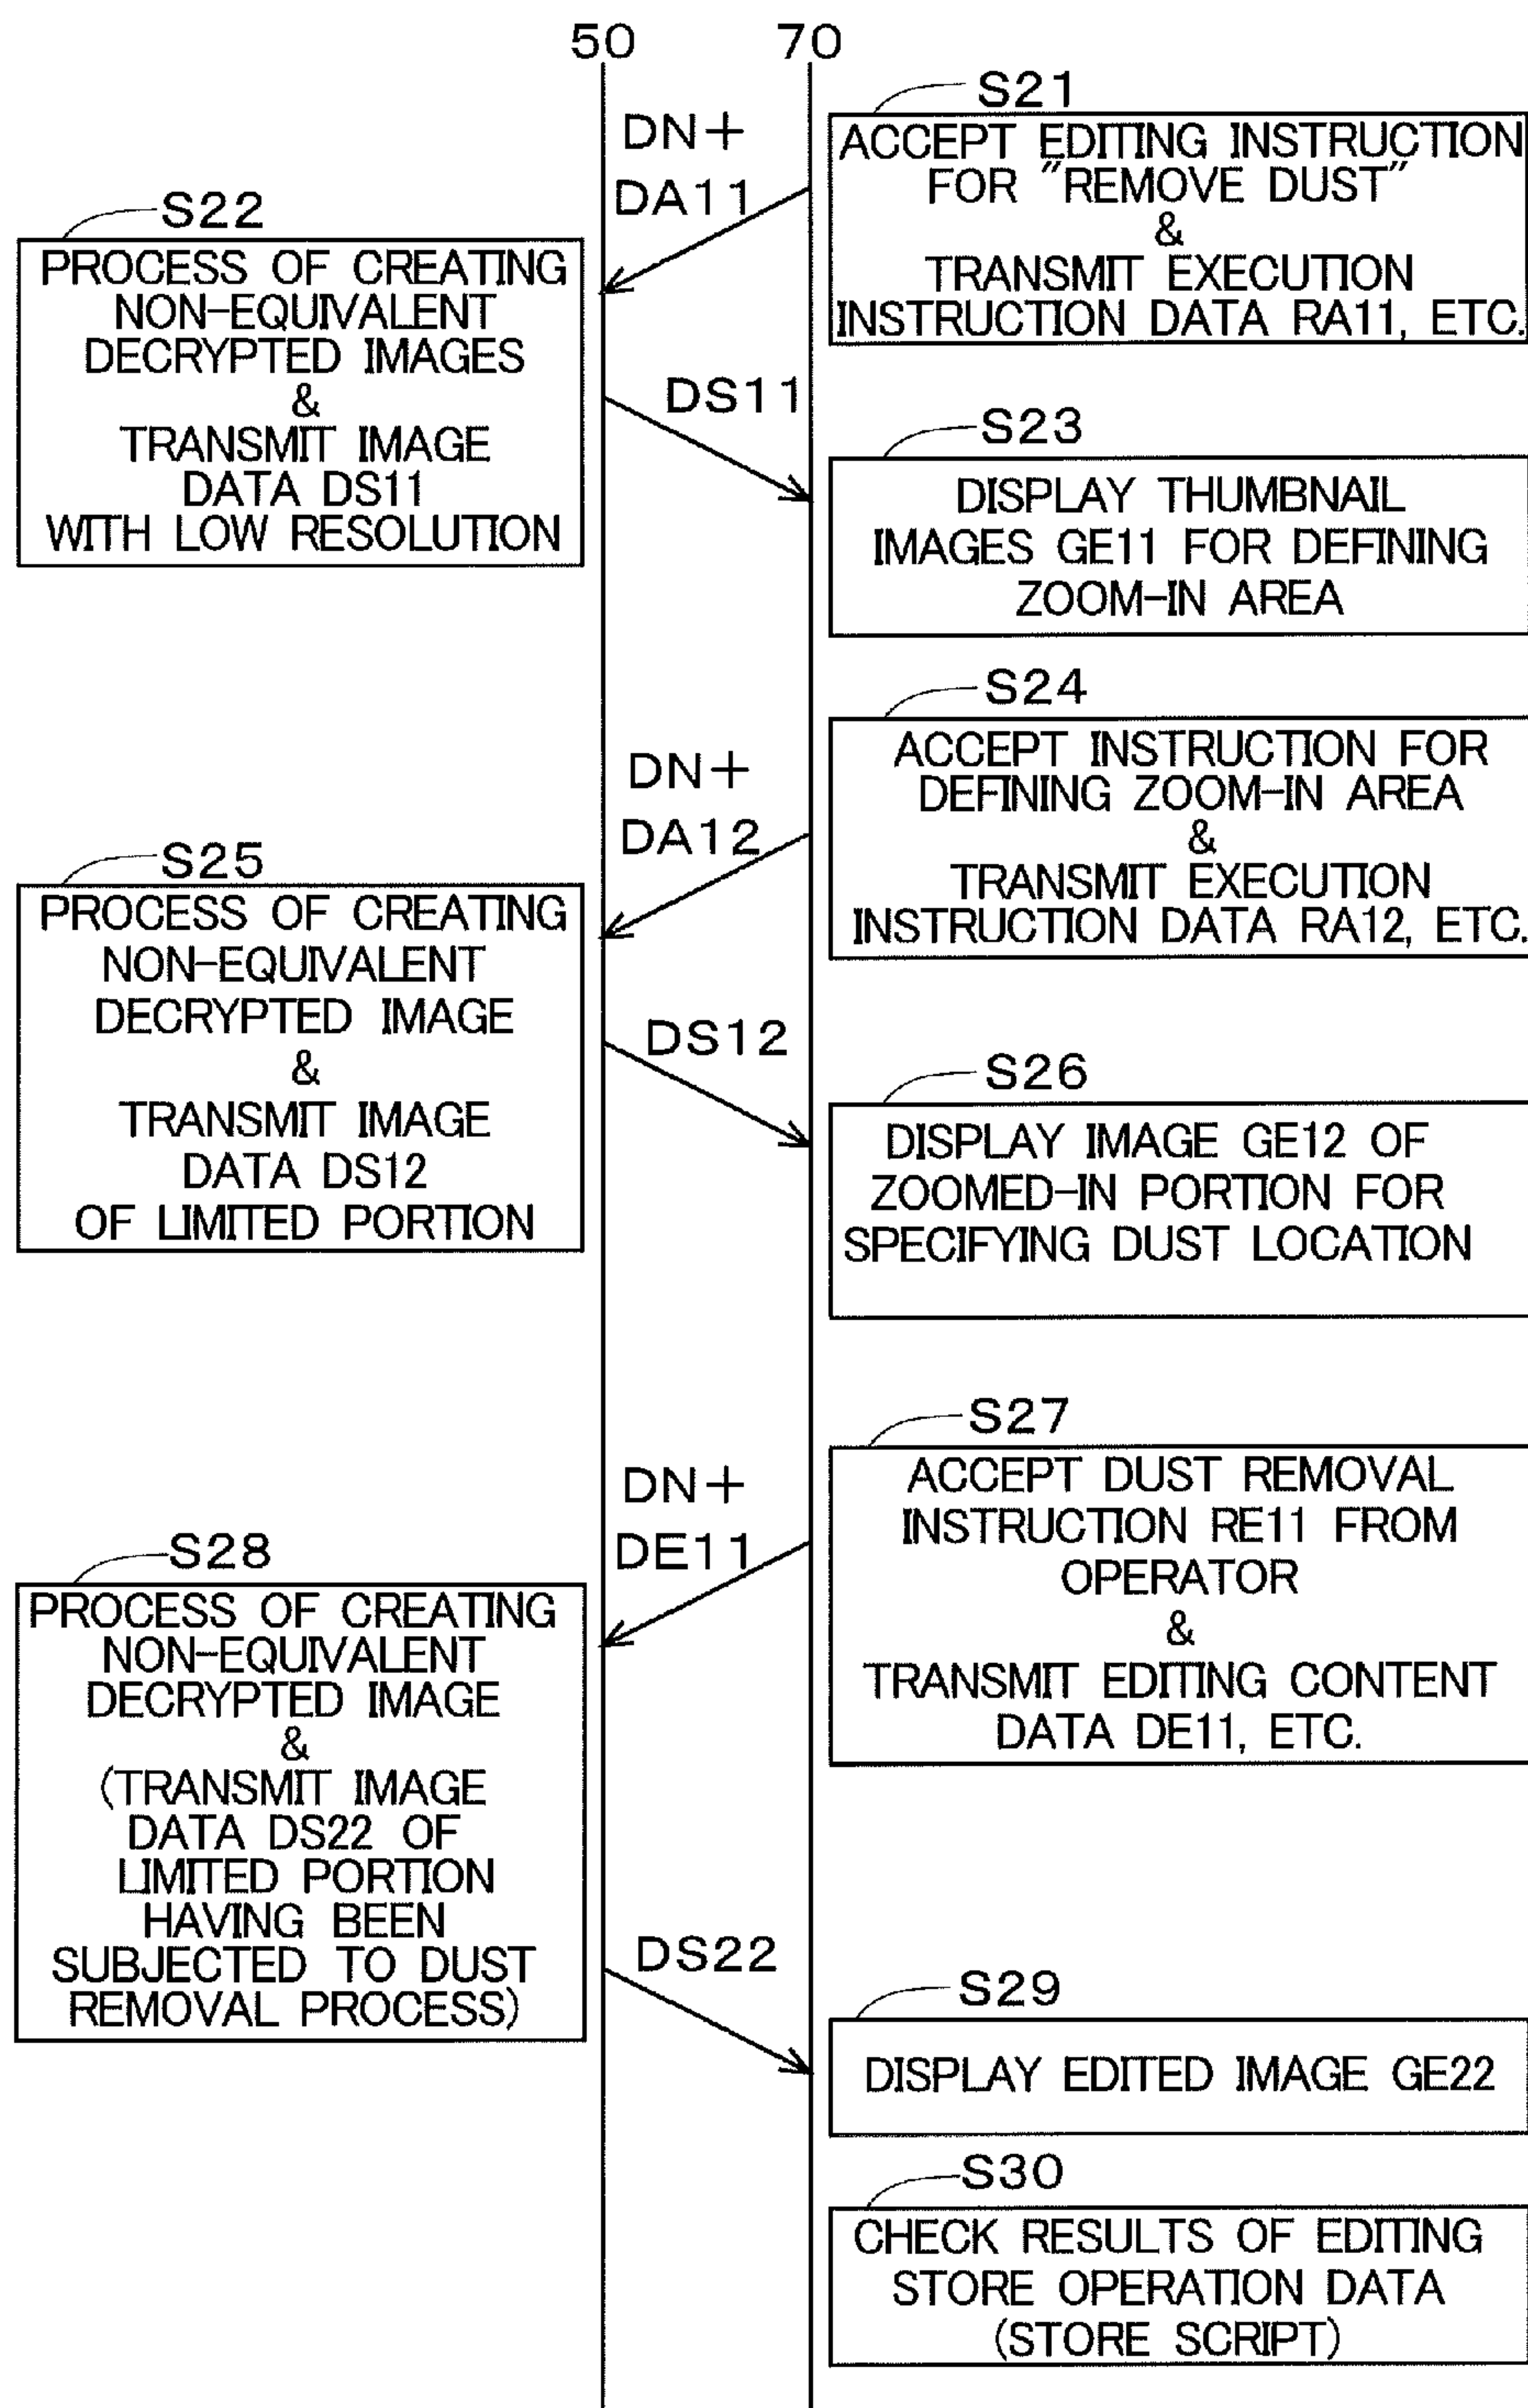 50 70
S21
DN+
DA11
ACCEPT EDITING INSTRUCTION
FOR "REMOVE DUST"
&
TRANSMIT EXECUTION
INSTRUCTION DATA RA11, ETC.
S22
PROCESS OF CREATING
NON-EQUIVALENT
DECRYPTED IMAGES
&
TRANSMIT IMAGE
DATA DS11
WITH LOW RESOLUTION
DS11
S23
DISPLAY THUMBNAIL
IMAGES GE11 FOR DEFINING
ZOOM-IN AREA
S24
DN+
DA12
ACCEPT INSTRUCTION FOR
DEFINING ZOOM-IN AREA
&
TRANSMIT EXECUTION
INSTRUCTION DATA RA12, ETC.
S25
PROCESS OF CREATING
NON-EQUIVALENT
DECRYPTED IMAGE
&
TRANSMIT IMAGE
DATA DS12
OF LIMITED PORTION
DS12
S26
DISPLAY IMAGE GE12 OF
ZOOMED-IN PORTION FOR
SPECIFYING DUST LOCATION
S27
DN+
DE11
ACCEPT DUST REMOVAL
INSTRUCTION RE11 FROM
OPERATOR
&
TRANSMIT EDITING CONTENT
DATA DE11, ETC.
S28
PROCESS OF CREATING
NON-EQUIVALENT
DECRYPTED IMAGE
&
(TRANSMIT IMAGE
DATA DS22 OF
LIMITED PORTION
HAVING BEEN
SUBJECTED TO DUST
REMOVAL PROCESS)
DS22
S29
DISPLAY EDITED IMAGE GE22
S30
CHECK RESULTS OF EDITING
STORE OPERATION DATA
(STORE SCRIPT)